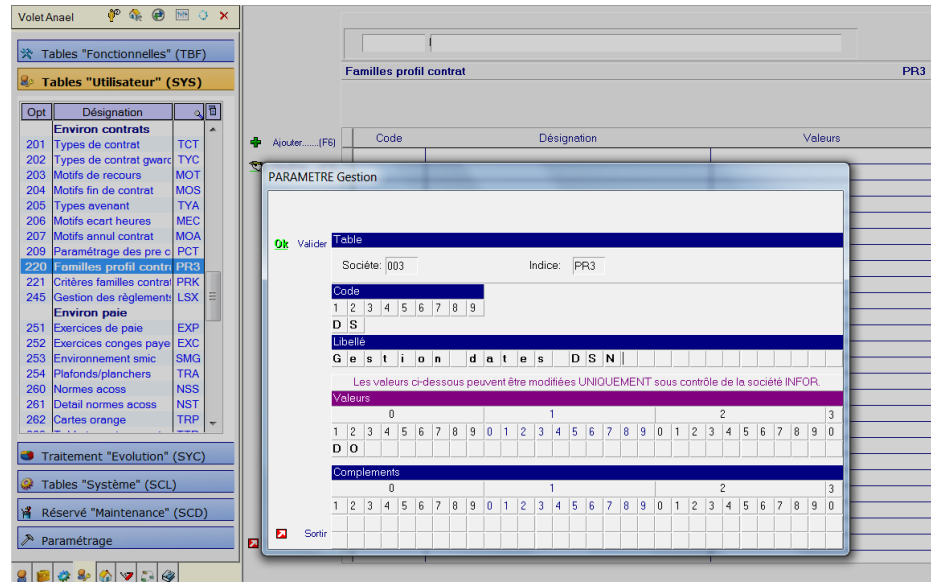 Volet Anael
Tables "Fonctionnelles" (TBF)
Tables "Utilisateur" (SYS)
Opt Désignation
Environ contrats
201 Types de contrat TCT
202 Types de contrat gwarc TYC
203 Motifs de recours MOT
204 Motifs fin de contrat MOS
205 Types avenant TYA
206 Motifs ecart heures MEC
207 Motifs annul contrat MOA
209 Paramétrage des pre c PCT
220 Familles profil contr PR3
221 Critères familles contrat PRK
245 Gestion des règlements LSX
Environ paie
251 Exercices de paie EXP
252 Exercices conges paye EXC
253 Environnement smic SMG
254 Plafonds/planchers TRA
260 Normes acoss NSS
261 Detail normes acoss NST
262 Cartes orange TRP
Traitement "Evolution" (SYC)
Tables "Système" (SCL)
Réservé "Maintenance" (SCD)
Paramétrage
Familles profil contrat PR3
Ajouter.......(F6)
Code Désignation Valeurs
PARAMETRE Gestion
Ok Valider
Table
Sociéte: 003 Indice: PR3
Code
1 2 3 4 5 6 7 8 9
D S
Libellé
Gestion dates DSN
Les valeurs ci-dessous peuvent être modifiées UNIQUEMENT sous contrôle de la société INFOR.
Valeurs
0 1 2 3
1 2 3 4 5 6 7 8 9 0 1 2 3 4 5 6 7 8 9 0 1 2 3 4 5 6 7 8 9 0
D O
Complements
0 1 2 3
1 2 3 4 5 6 7 8 9 0 1 2 3 4 5 6 7 8 9 0 1 2 3 4 5 6 7 8 9 0
Sortir